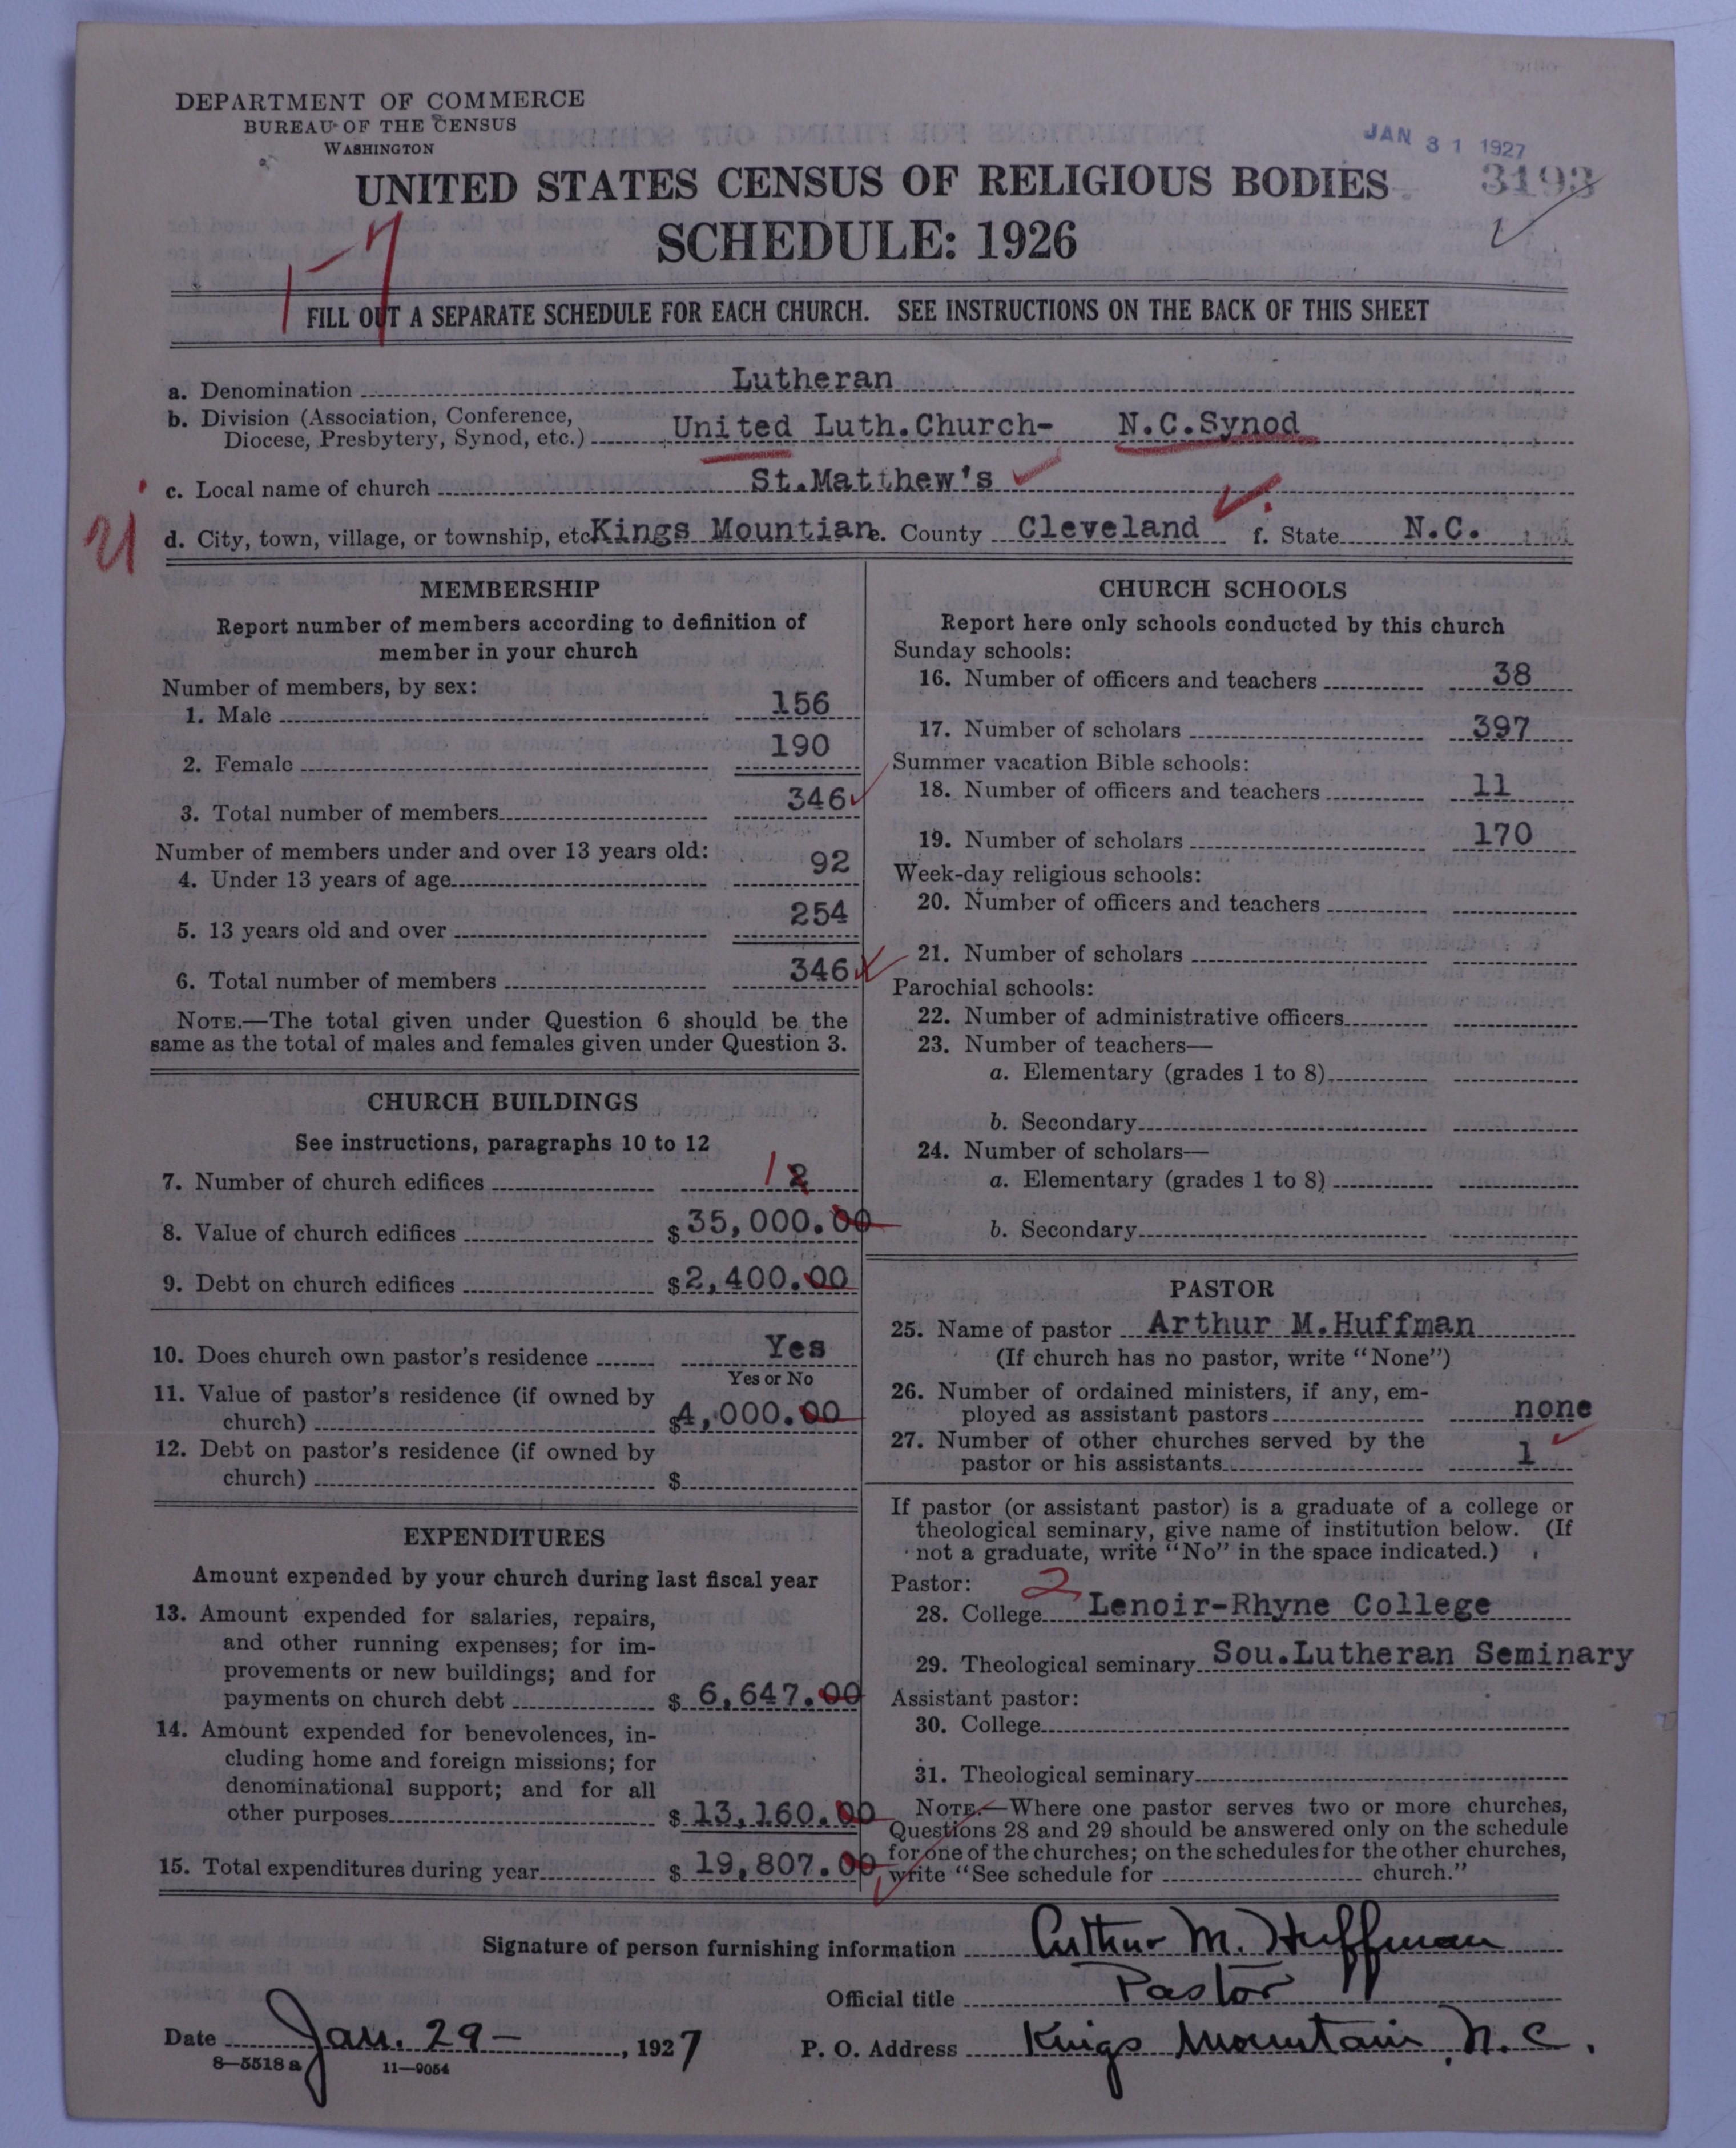 DEPARTMENT OF COMMERCE
BUREAU OF THE CENSUS
WASHINGTON
JAN 31 1927
3193
UNITED STATES CENSUS OF RELIGIOUS BODIES
SCHEDULE: 1926
1-7
FILL OUT A SEPARATE SCHEDULE FOR EACH CHURCH. SEE INSTRUCTIONS ON THE BACK OF THIS SHEET
a. Denomination Lutheran
b. Division (Association, Conference,
Diocese, Presbytery, Synod, etc.) United Luth.Church- N.C.Synod
c. Local name of church St.Matthew's
d. City, town, village, or township, etc. Kings Mountian e. County Cleveland f. State N.C.
MEMBERSHIP
Report number of members according to definition of
member in your church
Number of members, by sex:
1. Male 156
2. Female 190
3. Total number of members 346
Number of members under and over 13 years old:
4. Under 13 years of age 92
5. 13 years old and over 254
6. Total number of members 346
NOTE.—The total given under Question 6 should be the
same as the total of males and females given under Question 3.
CHURCH BUILDINGS
See instructions, paragraphs 10 to 12
7. Number of church edifices 1 2
8. Value of church edifices $ 35,000.00
9. Debt on church edifices $ 2,400.00
10. Does church own pastor's residence Yes
Yes or No
11. Value of pastor's residence (if owned by
church) $ 4,000.00
12. Debt on pastor's residence (if owned by
church) $
EXPENDITURES
Amount expended by your church during last fiscal year
13. Amount expended for salaries, repairs,
and other running expenses; for im-
provements or new buildings; and for
payments on church debt $ 6,647.00
14. Amount expended for benevolences, in-
cluding home and foreign missions; for
denominational support; and for all
other purposes $ 13,160.00
15. Total expenditures during year $ 19,807.00
CHURCH SCHOOLS
Report here only schools conducted by this church
Sunday schools:
16. Number of officers and teachers 38
17. Number of scholars 397
Summer vacation Bible schools:
18. Number of officers and teachers 11
19. Number of scholars 170
Week-day religious schools:
20. Number of officers and teachers
21. Number of scholars
Parochial schools:
22. Number of administrative officers
23. Number of teachers—
a. Elementary (grades 1 to 8)
b. Secondary
24. Number of scholars—
a. Elementary (grades 1 to 8)
b. Secondary
PASTOR
25. Name of pastor Arthur M.Huffman
(If church has no pastor, write "None")
26. Number of ordained ministers, if any, em-
ployed as assistant pastors none
27. Number of other churches served by the
pastor or his assistants 1
If pastor (or assistant pastor) is a graduate of a college or
theological seminary, give name of institution below. (If
not a graduate, write "No" in the space indicated.)
Pastor: 2
28. College Lenoir-Rhyne College
29. Theological seminary Sou.Lutheran Seminary
Assistant pastor:
30. College
31. Theological seminary
NOTE.—Where one pastor serves two or more churches,
Questions 28 and 29 should be answered only on the schedule
for one of the churches; on the schedules for the other churches,
write "See schedule for church."
Signature of person furnishing information Arthur M. Huffman
Official title Pastor
Date Jan. 29- , 1927 P. O. Address Kings Mountain, N. C.
8-5518 a 11-9054